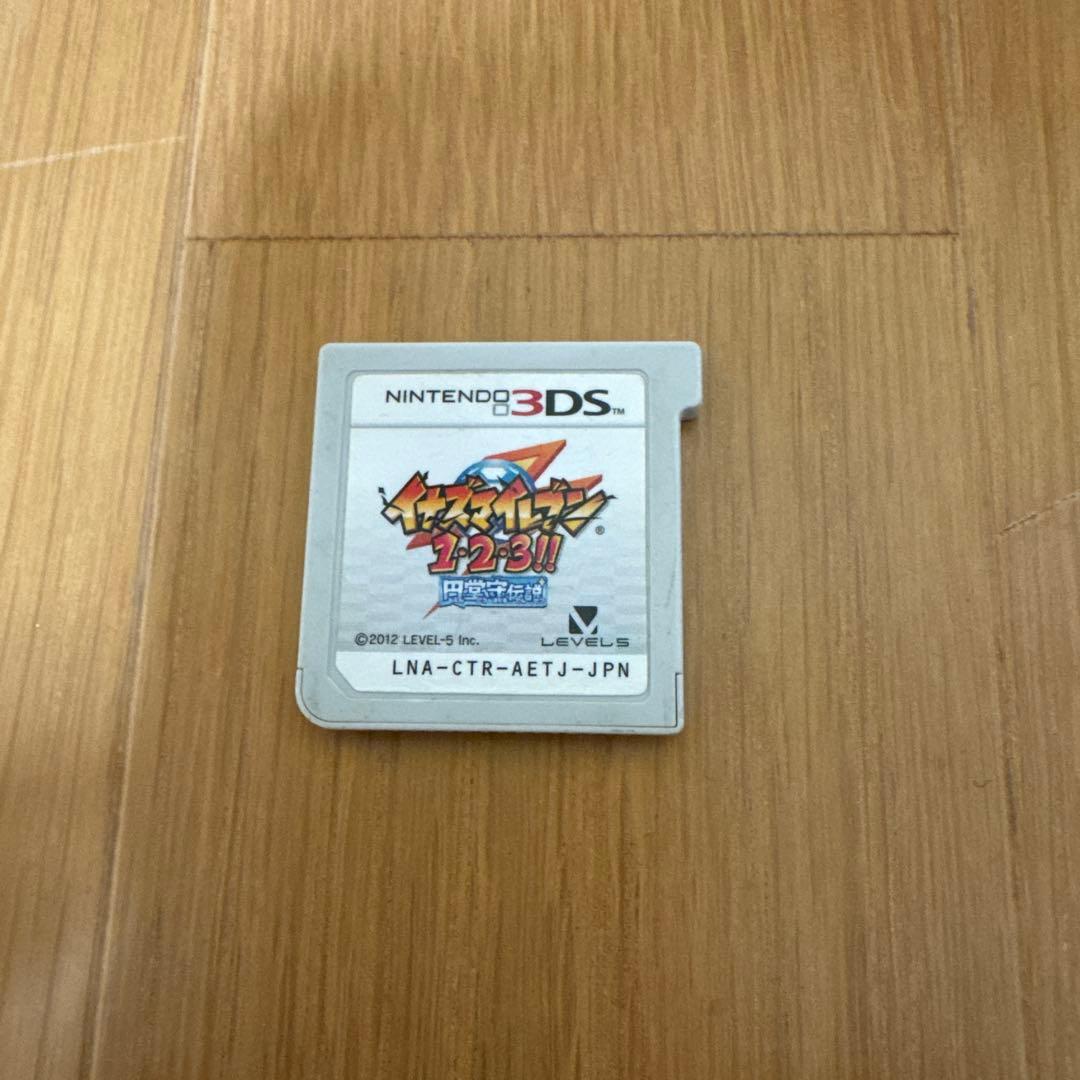 NINTENDO 3DS™
イナズマイレブン®
1・2・3!!
円堂守伝説
©2012 LEVEL-5 Inc.
LEVEL5
LNA-CTR-AETJ-JPN